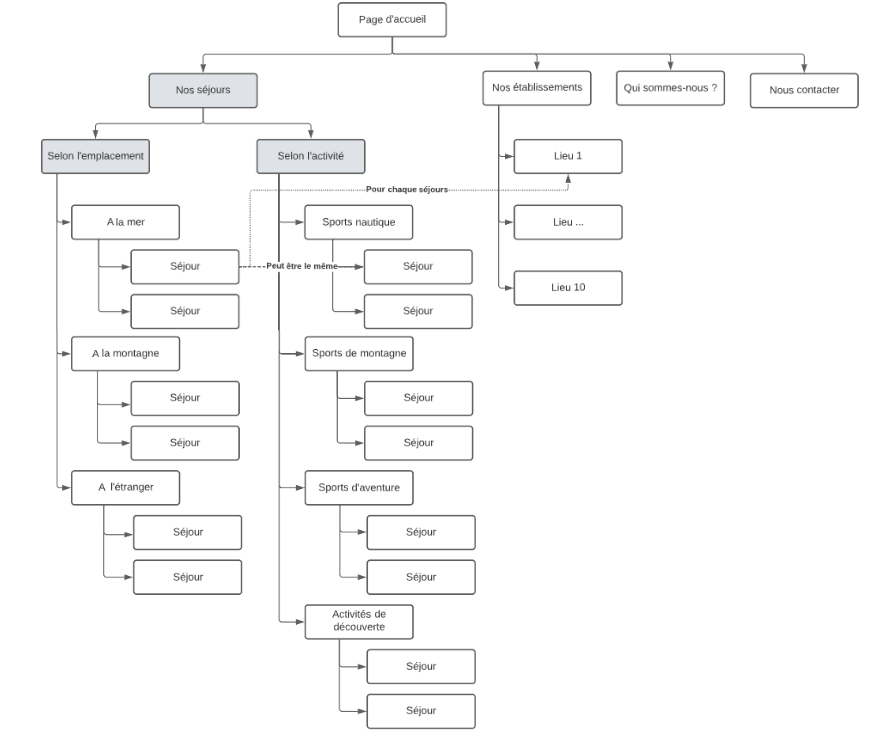 Page d'accueil
Nos séjours
Nos établissements
Qui sommes-nous ?
Nous contacter
Selon l'emplacement
Selon l'activité
Lieu 1
Pour chaque séjours
A la mer
Sports nautique
Lieu ...
Séjour
Peut être le même
Séjour
Lieu 10
Séjour
Séjour
A la montagne
Sports de montagne
Séjour
Séjour
Séjour
Séjour
A l'étranger
Sports d'aventure
Séjour
Séjour
Séjour
Séjour
Activités de
découverte
Séjour
Séjour